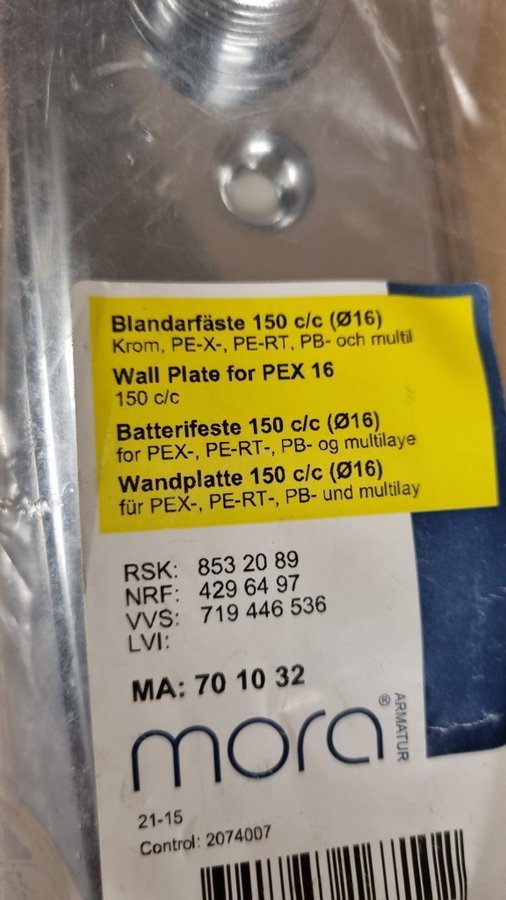 Blandarfäste 150 c/c (Ø16)
Krom, PE-X-, PE-RT, PB- och multil
Wall Plate for PEX 16
150 c/c
Batterifeste 150 c/c (Ø16)
for PEX-, PE-RT-, PB- og multilaye
Wandplatte 150 c/c (Ø16)
für PEX-, PE-RT-, PB- und multilay
RSK: 853 20 89
NRF: 429 64 97
VVS: 719 446 536
LVI:
MA: 70 10 32
mora®
ARMATUR
21-15
Control: 2074007